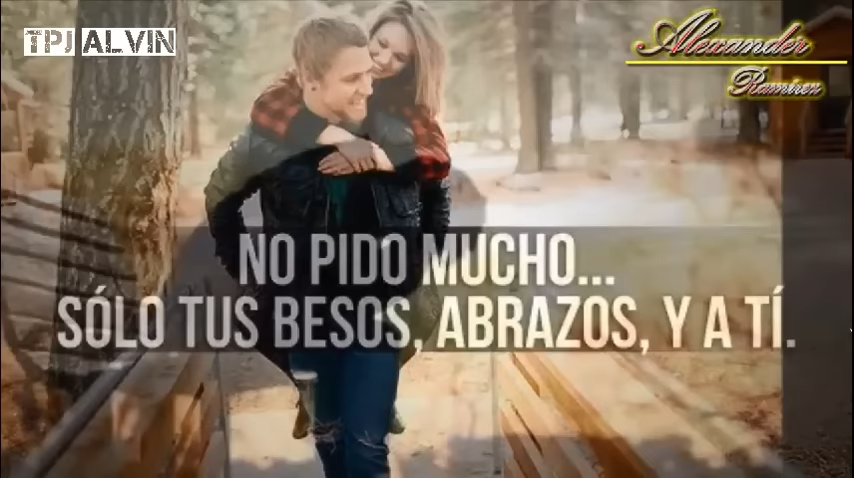 TPJ ALVIN
Alexander
Ramirez
NO PIDO MUCHO...
SÓLO TUS BESOS, ABRAZOS, Y A TÍ.